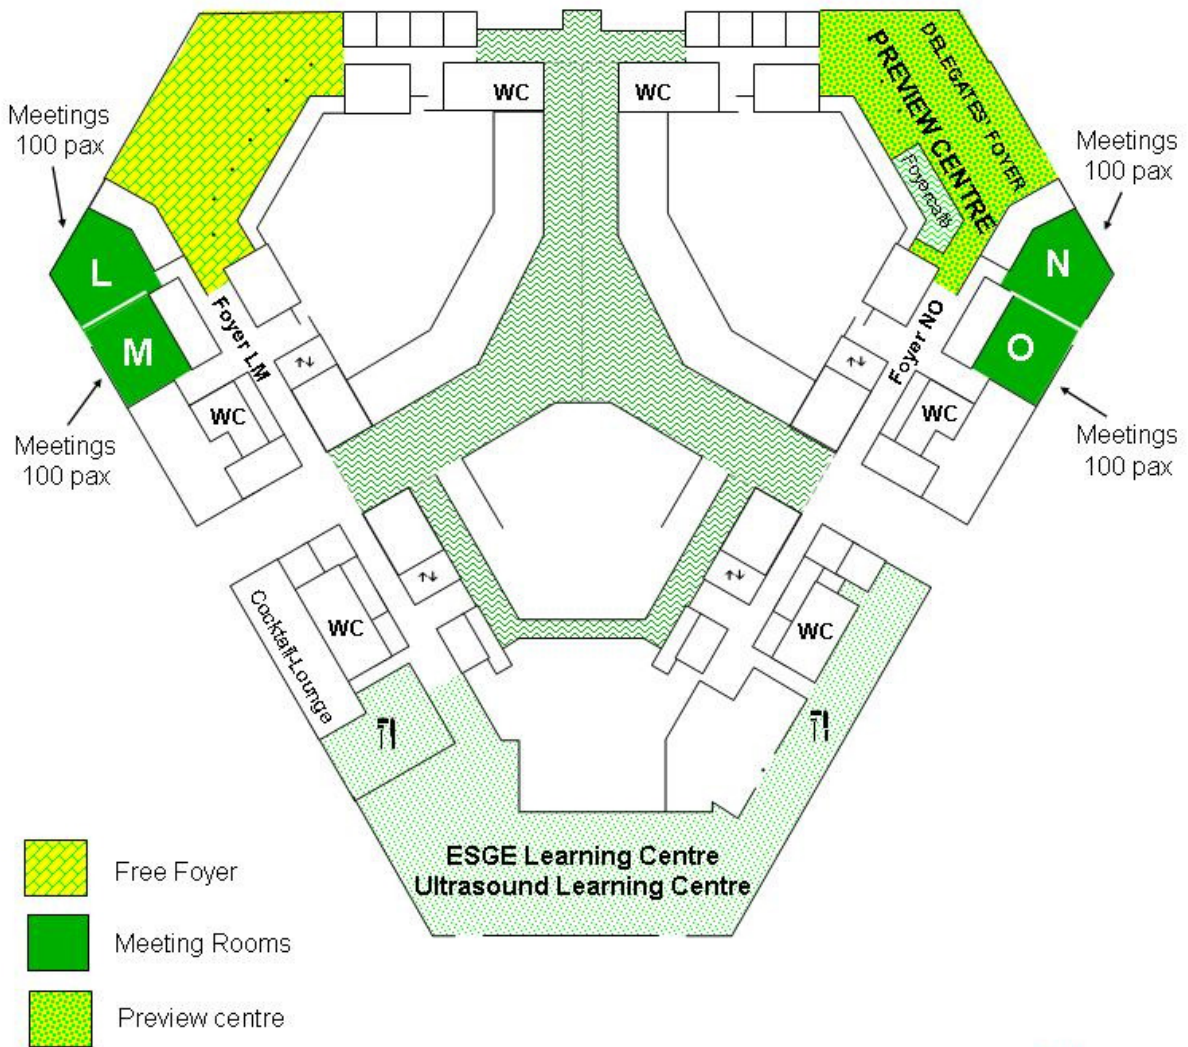 WC
WC
DELEGATES' FOYER
PREVIEW CENTRE
Foyercafé
Meetings
100 pax
Meetings
100 pax
L
N
M
O
Foyer LM
Foyer NO
WC
WC
Meetings
100 pax
Meetings
100 pax
Cocktail-Lounge
WC
WC
ESGE Learning Centre
Ultrasound Learning Centre
Free Foyer
Meeting Rooms
Preview centre